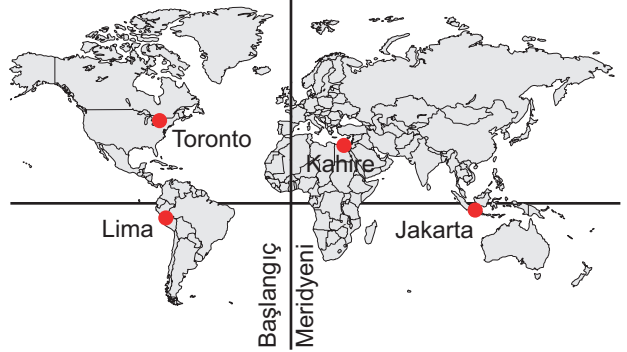 Toronto
Kahire
Lima
Jakarta
Başlangıç
Meridyeni